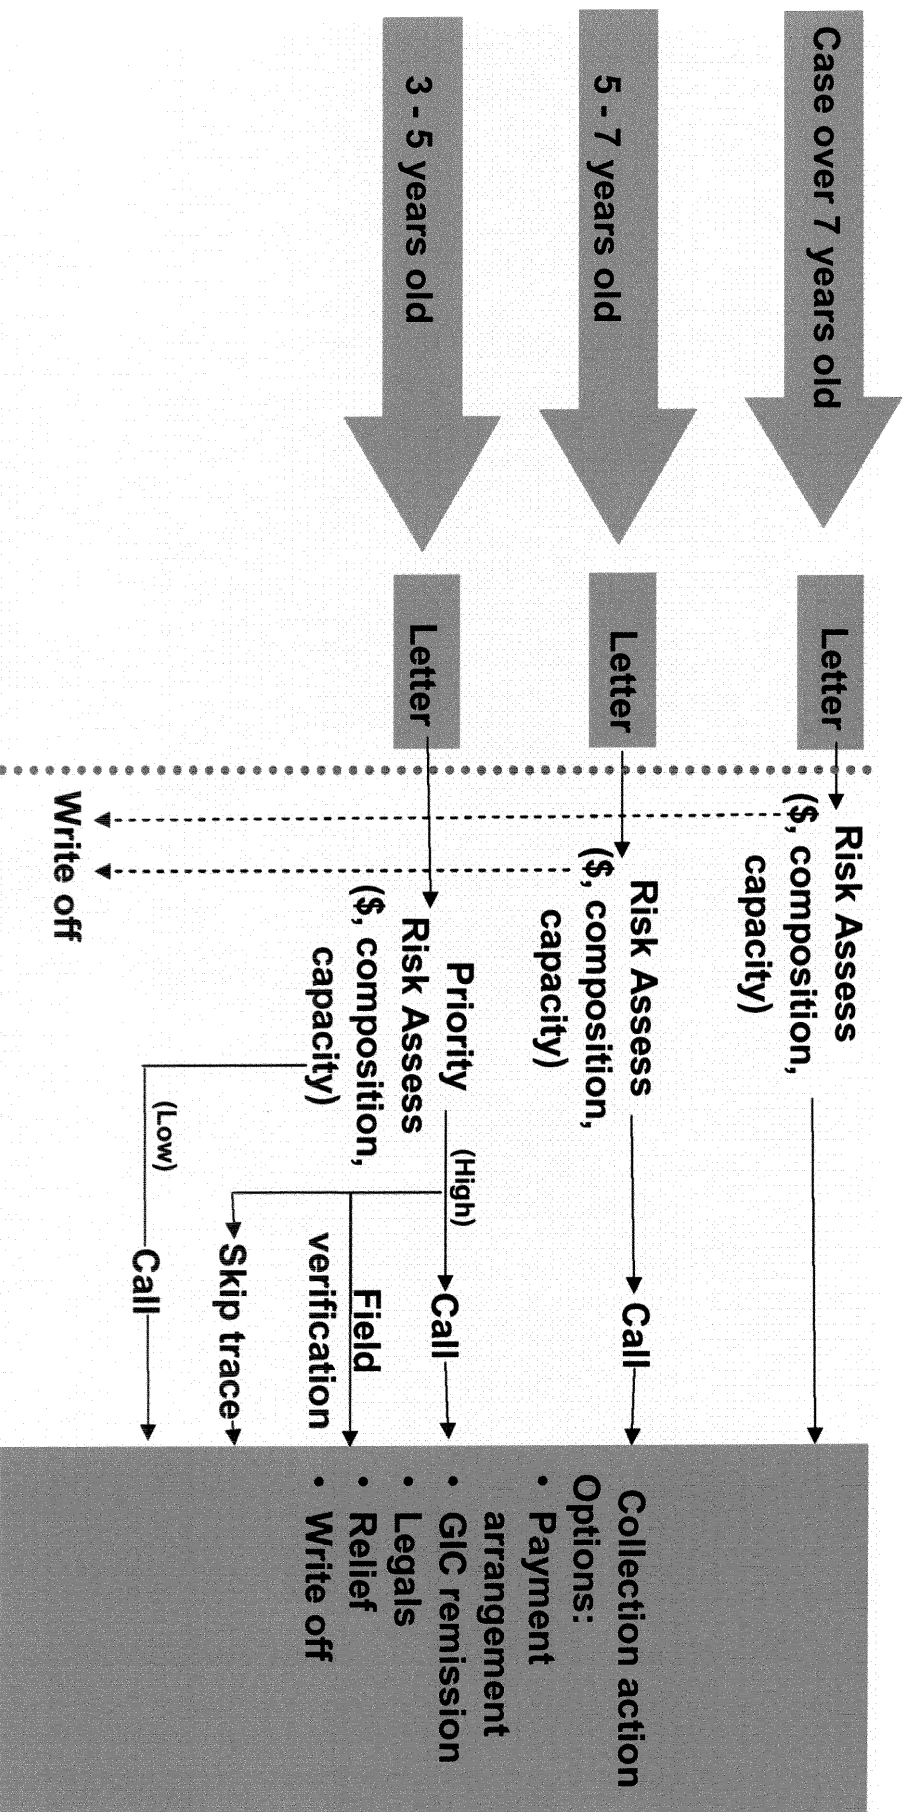 Case over 7 years old
Letter
Risk Assess
($, composition,
capacity)
5 - 7 years old
Letter
Risk Assess
($, composition,
capacity)
Call
3 - 5 years old
Letter
Priority
Risk Assess
($, composition,
capacity)
(High)
Call
Field
verification
Skip trace
(Low)
Call
Write off
Collection action
Options:
• Payment
arrangement
• GIC remission
• Legals
• Relief
• Write off